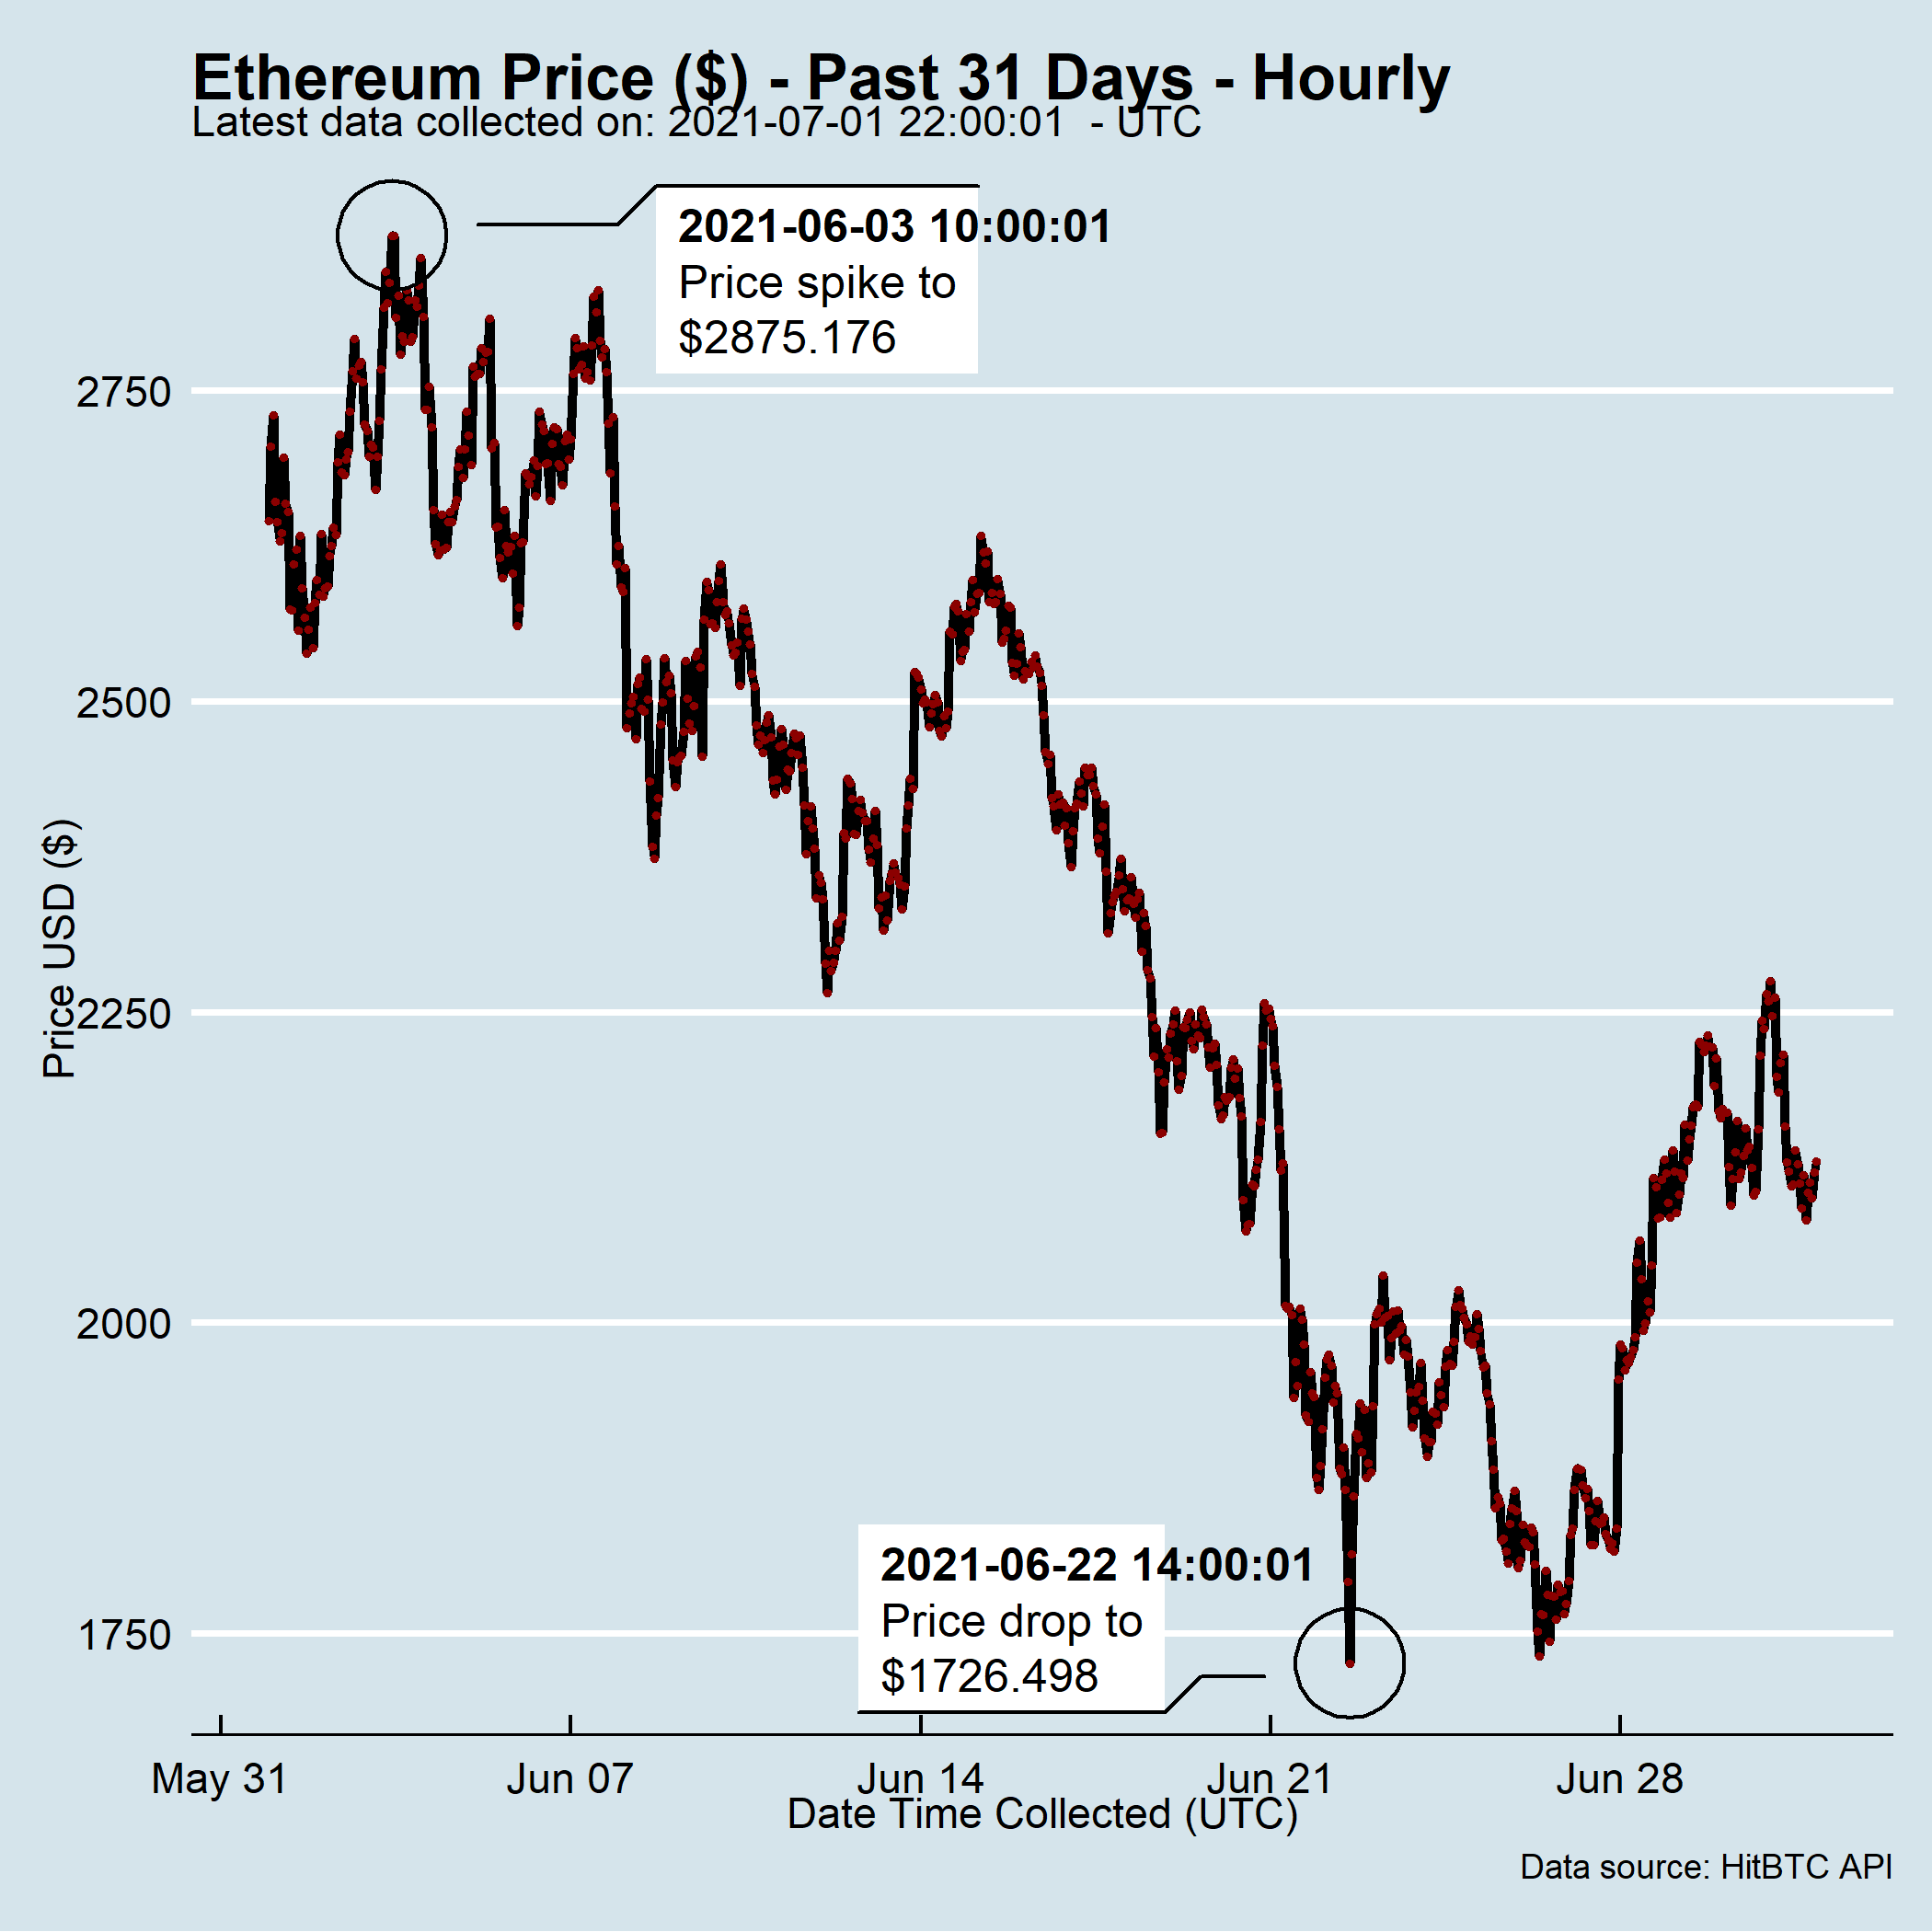 Ethereum Price ($) - Past 31 Days - Hourly
Latest data collected on: 2021-07-01 22:00:01  - UTC
2021-06-03 10:00:01
Price spike to
$2875.176
2750
2500
2250
2000
1750
Price USD ($)
2021-06-22 14:00:01
Price drop to
$1726.498
May 31
Jun 07
Jun 14
Jun 21
Jun 28
Date Time Collected (UTC)
Data source: HitBTC API